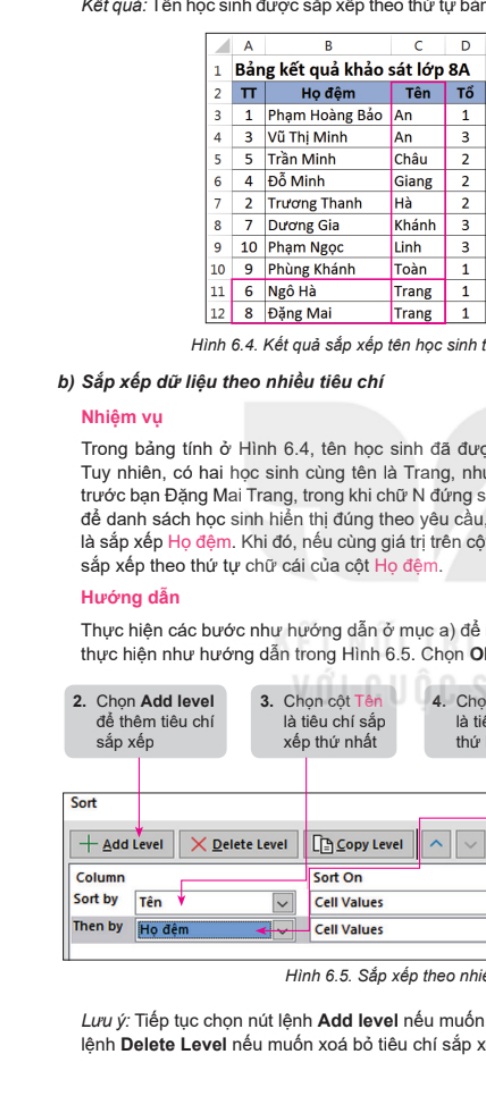 Kết quả: Tên học sinh được sắp xếp theo thứ tự bản
A B C D
1 Bảng kết quả khảo sát lớp 8A
2 TT Họ đệm Tên Tổ
3 1 Phạm Hoàng Bảo An 1
4 3 Vũ Thị Minh An 3
5 5 Trần Minh Châu 2
6 4 Đỗ Minh Giang 2
7 2 Trương Thanh Hà 2
8 7 Dương Gia Khánh 3
9 10 Phạm Ngọc Linh 3
10 9 Phùng Khánh Toàn 1
11 6 Ngô Hà Trang 1
12 8 Đặng Mai Trang 1
Hình 6.4. Kết quả sắp xếp tên học sinh t
b) Sắp xếp dữ liệu theo nhiều tiêu chí
Nhiệm vụ
Trong bảng tính ở Hình 6.4, tên học sinh đã đượ
Tuy nhiên, có hai học sinh cùng tên là Trang, như
trước bạn Đặng Mai Trang, trong khi chữ N đứng s
để danh sách học sinh hiển thị đúng theo yêu cầu,
là sắp xếp Họ đệm. Khi đó, nếu cùng giá trị trên cộ
sắp xếp theo thứ tự chữ cái của cột Họ đệm.
Hướng dẫn
Thực hiện các bước như hướng dẫn ở mục a) để
thực hiện như hướng dẫn trong Hình 6.5. Chọn O
2. Chọn Add level
để thêm tiêu chí
sắp xếp
3. Chọn cột Tên
là tiêu chí sắp
xếp thứ nhất
4. Chọ
là tiê
thứ
Sort
Add Level Delete Level Copy Level
Column Sort On
Sort by Tên Cell Values
Then by Họ đệm Cell Values
Hình 6.5. Sắp xếp theo nhiề
Lưu ý: Tiếp tục chọn nút lệnh Add level nếu muốn
lệnh Delete Level nếu muốn xoá bỏ tiêu chí sắp x